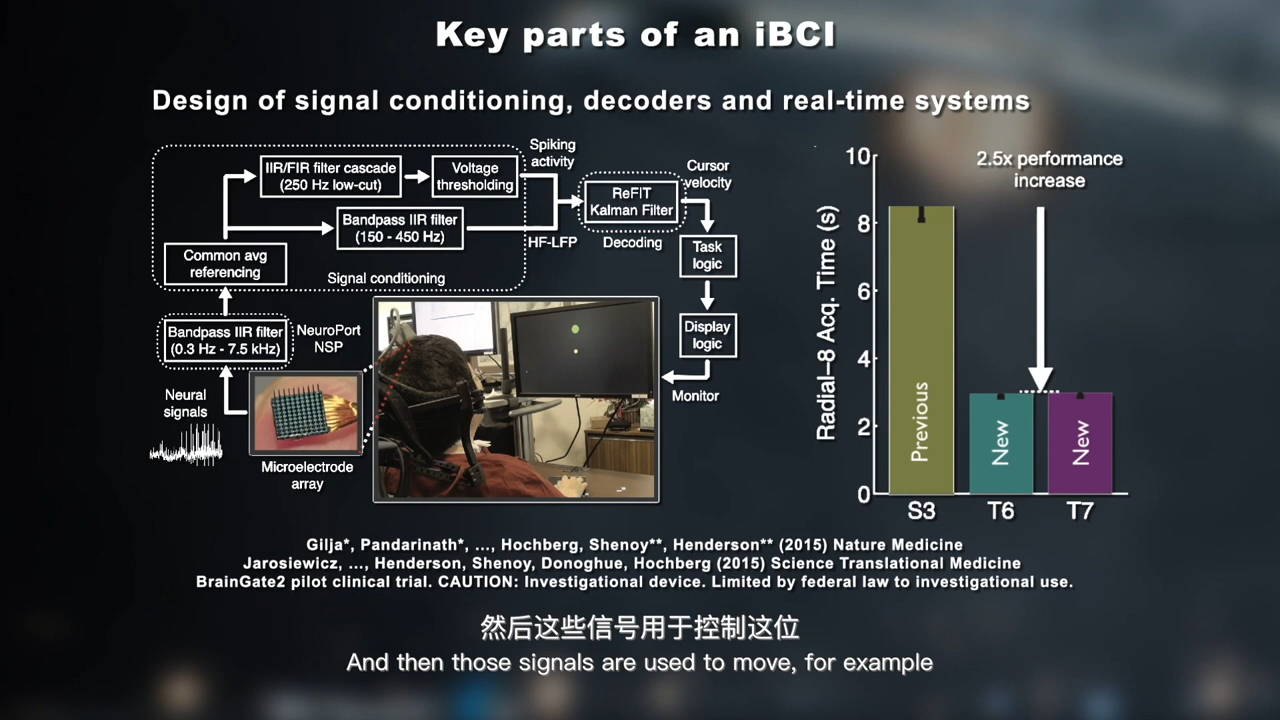 Key parts of an iBCI
Design of signal conditioning, decoders and real-time systems
IIR/FIR filter cascade
(250 Hz low-cut)
Voltage
thresholding
Spiking
activity
ReFIT
Kalman Filter
Cursor
velocity
Bandpass IIR filter
(150 - 450 Hz)
HF-LFP
Decoding
Task
logic
Common avg
referencing
Signal conditioning
Bandpass IIR filter
(0.3 Hz - 7.5 kHz)
NeuroPort
NSP
Display
logic
Monitor
Neural
signals
Microelectrode
array
2.5x performance
increase
Radial–8 Acq. Time (s)
10
8
6
4
2
0
Previous
New
New
S3
T6
T7
Gilja*, Pandarinath*, ..., Hochberg, Shenoy**, Henderson** (2015) Nature Medicine
Jarosiewicz, ..., Henderson, Shenoy, Donoghue, Hochberg (2015) Science Translational Medicine
BrainGate2 pilot clinical trial. CAUTION: Investigational device. Limited by federal law to investigational use.
然后这些信号用于控制这位
And then those signals are used to move, for example